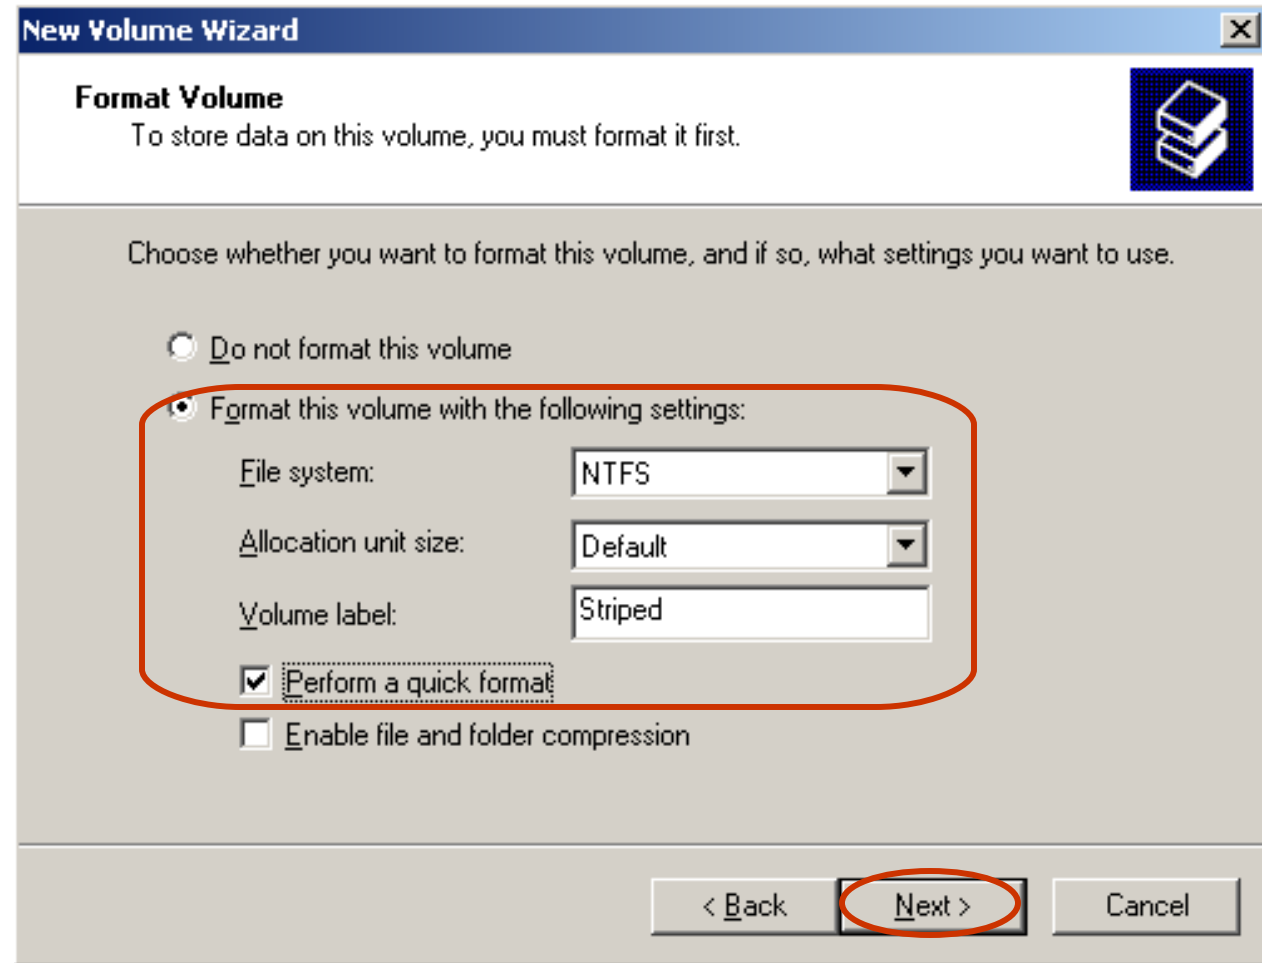 New Volume Wizard
Format Volume
To store data on this volume, you must format it first.
Choose whether you want to format this volume, and if so, what settings you want to use.
Do not format this volume
Format this volume with the following settings:
File system: NTFS
Allocation unit size: Default
Volume label: Striped
Perform a quick format
Enable file and folder compression
< Back Next > Cancel